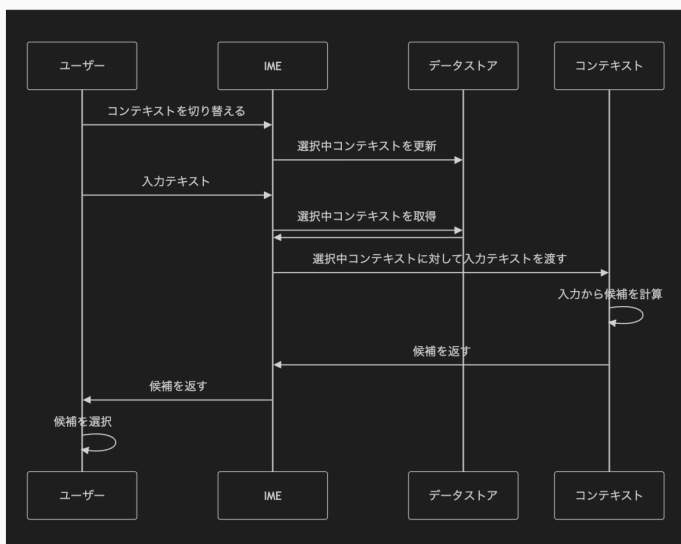 ユーザー
IME
データストア
コンテキスト
コンテキストを切り替える
選択中コンテキストを更新
入力テキスト
選択中コンテキストを取得
選択中コンテキストに対して入力テキストを渡す
入力から候補を計算
候補を返す
候補を返す
候補を選択
ユーザー
IME
データストア
コンテキスト